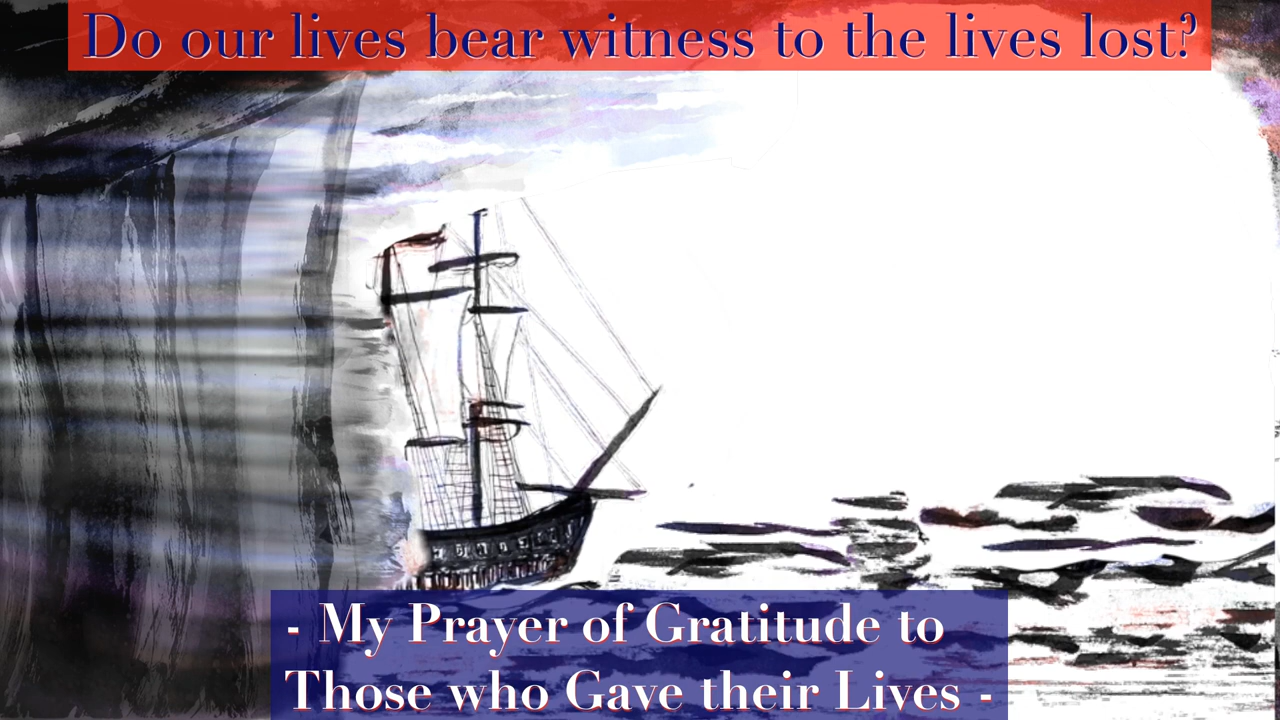 Do our lives bear witness to the lives lost?
- My Prayer of Gratitude to
Those who Gave their Lives -